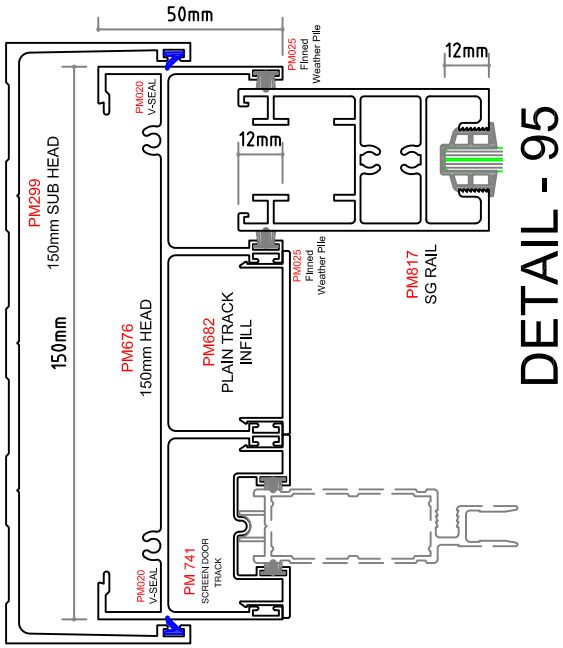 50mm
PM025
Finned
Weather Pile
12mm
PM020
V-SEAL
12mm
PM299
150mm SUB HEAD
150mm
PM676
150mm HEAD
PM682
PLAIN TRACK
INFILL
PM025
Finned
Weather Pile
PM817
SG RAIL
DETAIL - 95
PM020
V-SEAL
PM 741
SCREEN DOOR
TRACK